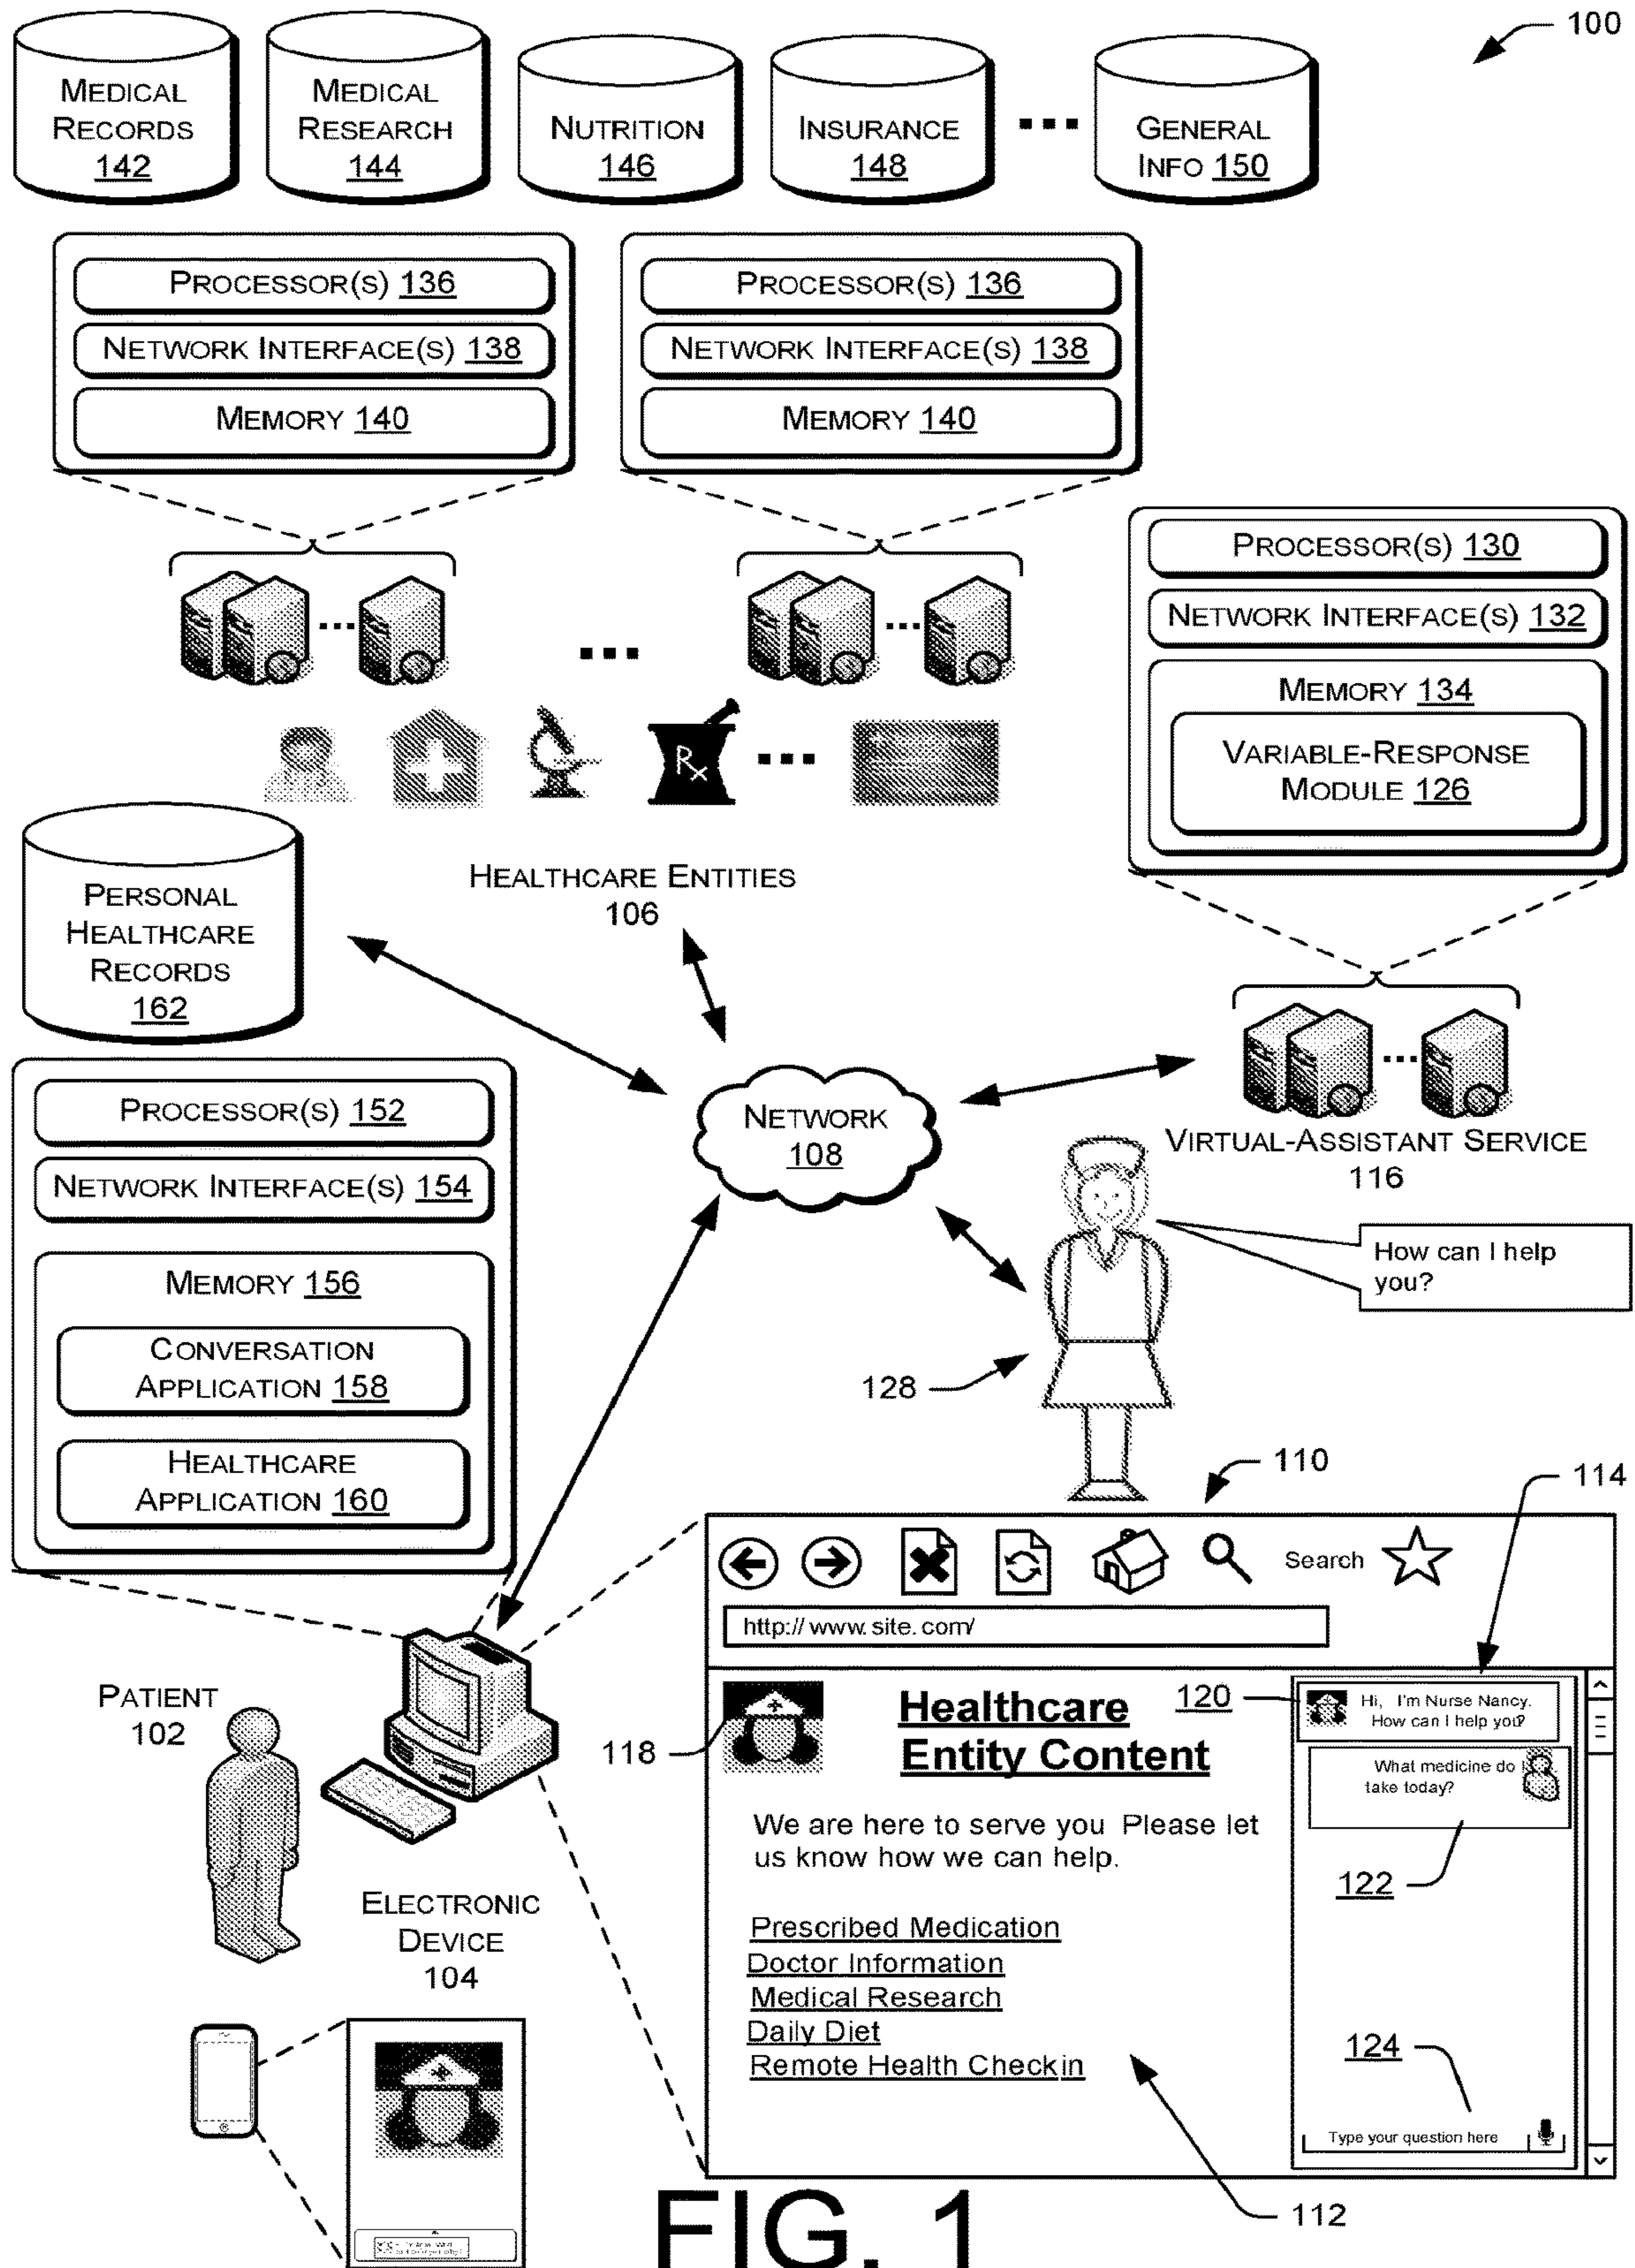 100
MEDICAL
RECORDS
142
MEDICAL
RESEARCH
144
NUTRITION
146
INSURANCE
148
GENERAL
INFO 150
PROCESSOR(S) 136
NETWORK INTERFACE(S) 138
MEMORY 140
PROCESSOR(S) 136
NETWORK INTERFACE(S) 138
MEMORY 140
PROCESSOR(S) 130
NETWORK INTERFACE(S) 132
MEMORY 134
VARIABLE-RESPONSE
MODULE 126
Rx
HEALTHCARE ENTITIES
106
PERSONAL
HEALTHCARE
RECORDS
162
NETWORK
108
VIRTUAL-ASSISTANT SERVICE
116
How can I help
you?
128
PROCESSOR(S) 152
NETWORK INTERFACE(S) 154
MEMORY 156
CONVERSATION
APPLICATION 158
HEALTHCARE
APPLICATION 160
PATIENT
102
ELECTRONIC
DEVICE
104
110
114
Search
http://www.site.com/
118
Healthcare
Entity Content
We are here to serve you Please let
us know how we can help.
Prescribed Medication
Doctor Information
Medical Research
Daily Diet
Remote Health Checkin
120
Hi, I'm Nurse Nancy.
How can I help you?
What medicine do I
take today?
122
124
Type your question here
112
FIG. 1